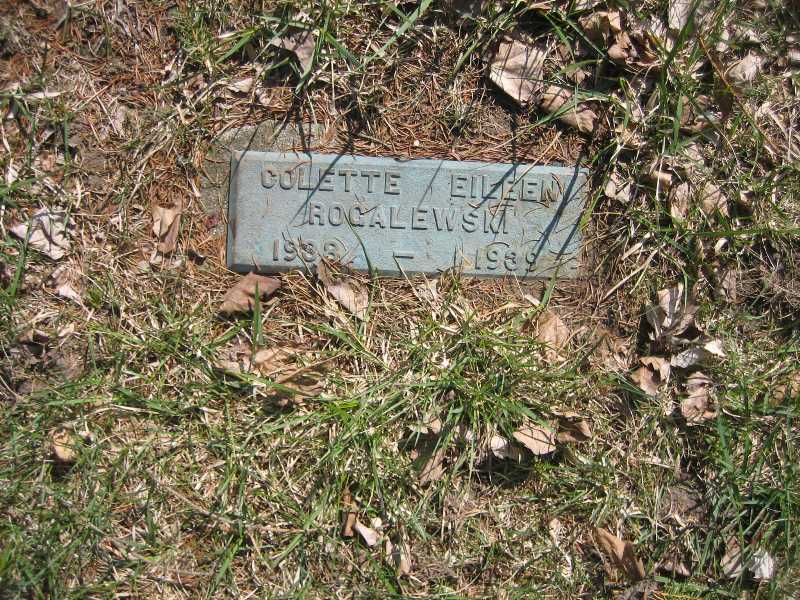 COLETTE EILEEN
ROGALEWSKI
1938 — 1939